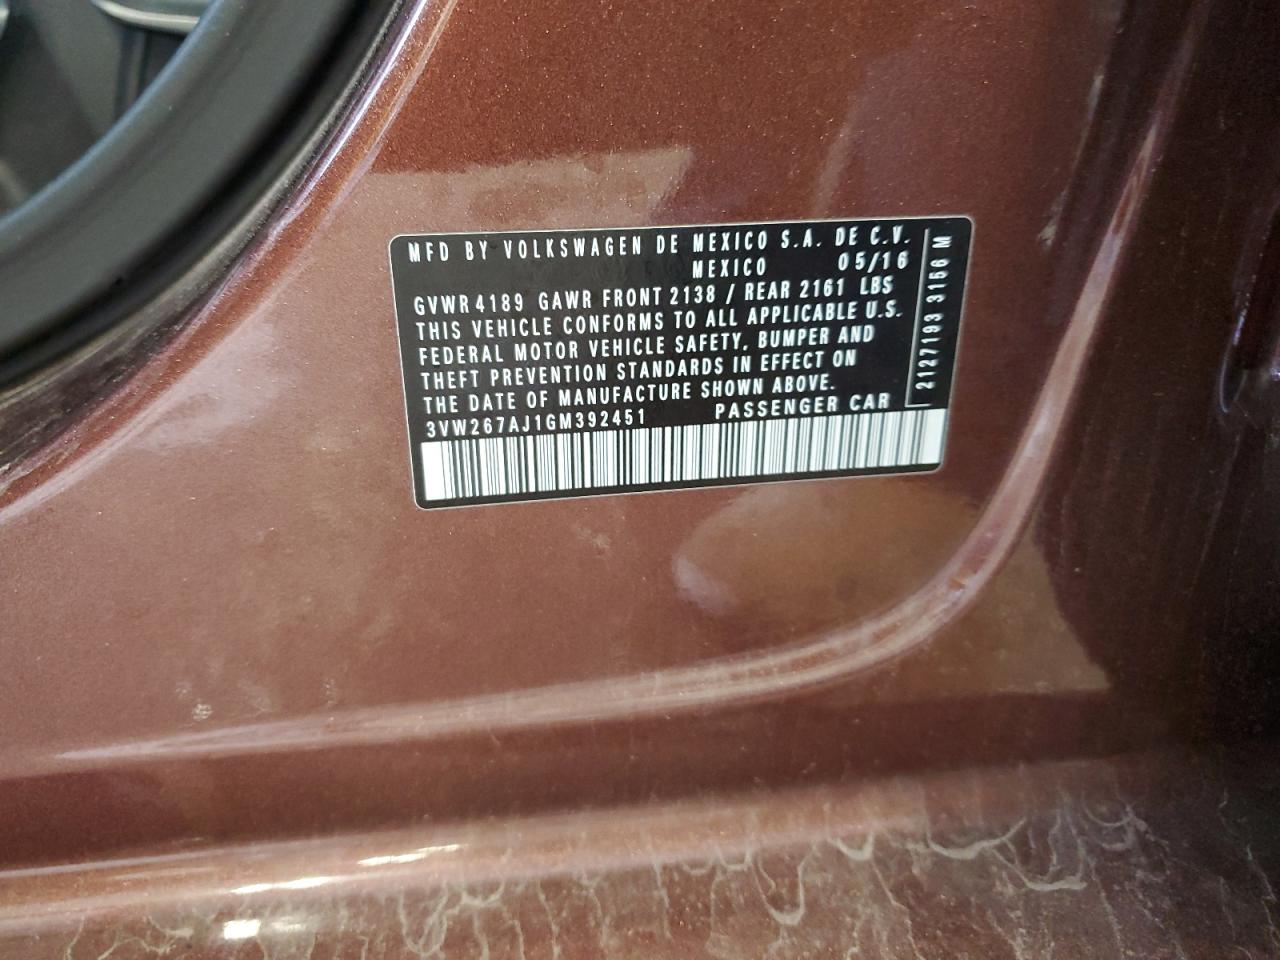 MFD BY VOLKSWAGEN DE MEXICO S.A. DE C.V.
MEXICO 05/16
GVWR 4189 GAWR FRONT 2138 / REAR 2161 LBS
THIS VEHICLE CONFORMS TO ALL APPLICABLE U.S.
FEDERAL MOTOR VEHICLE SAFETY, BUMPER AND
THEFT PREVENTION STANDARDS IN EFFECT ON
THE DATE OF MANUFACTURE SHOWN ABOVE.
3VW267AJ1GM392451 PASSENGER CAR
2127193 3156 M